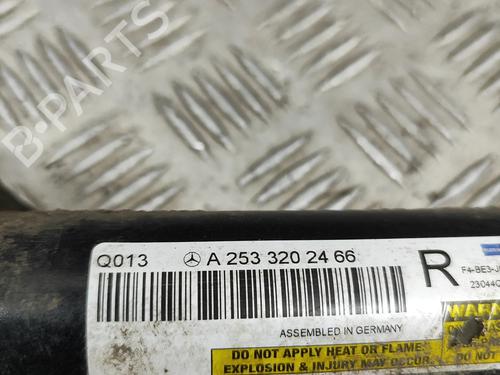 B-PARTS
Q013 A 253 320 24 66 R
F4-BE3-J
23044
ASSEMBLED IN GERMANY
DO NOT APPLY HEAT OR FLAME
EXPLOSION & INJURY MAY OCCUR.